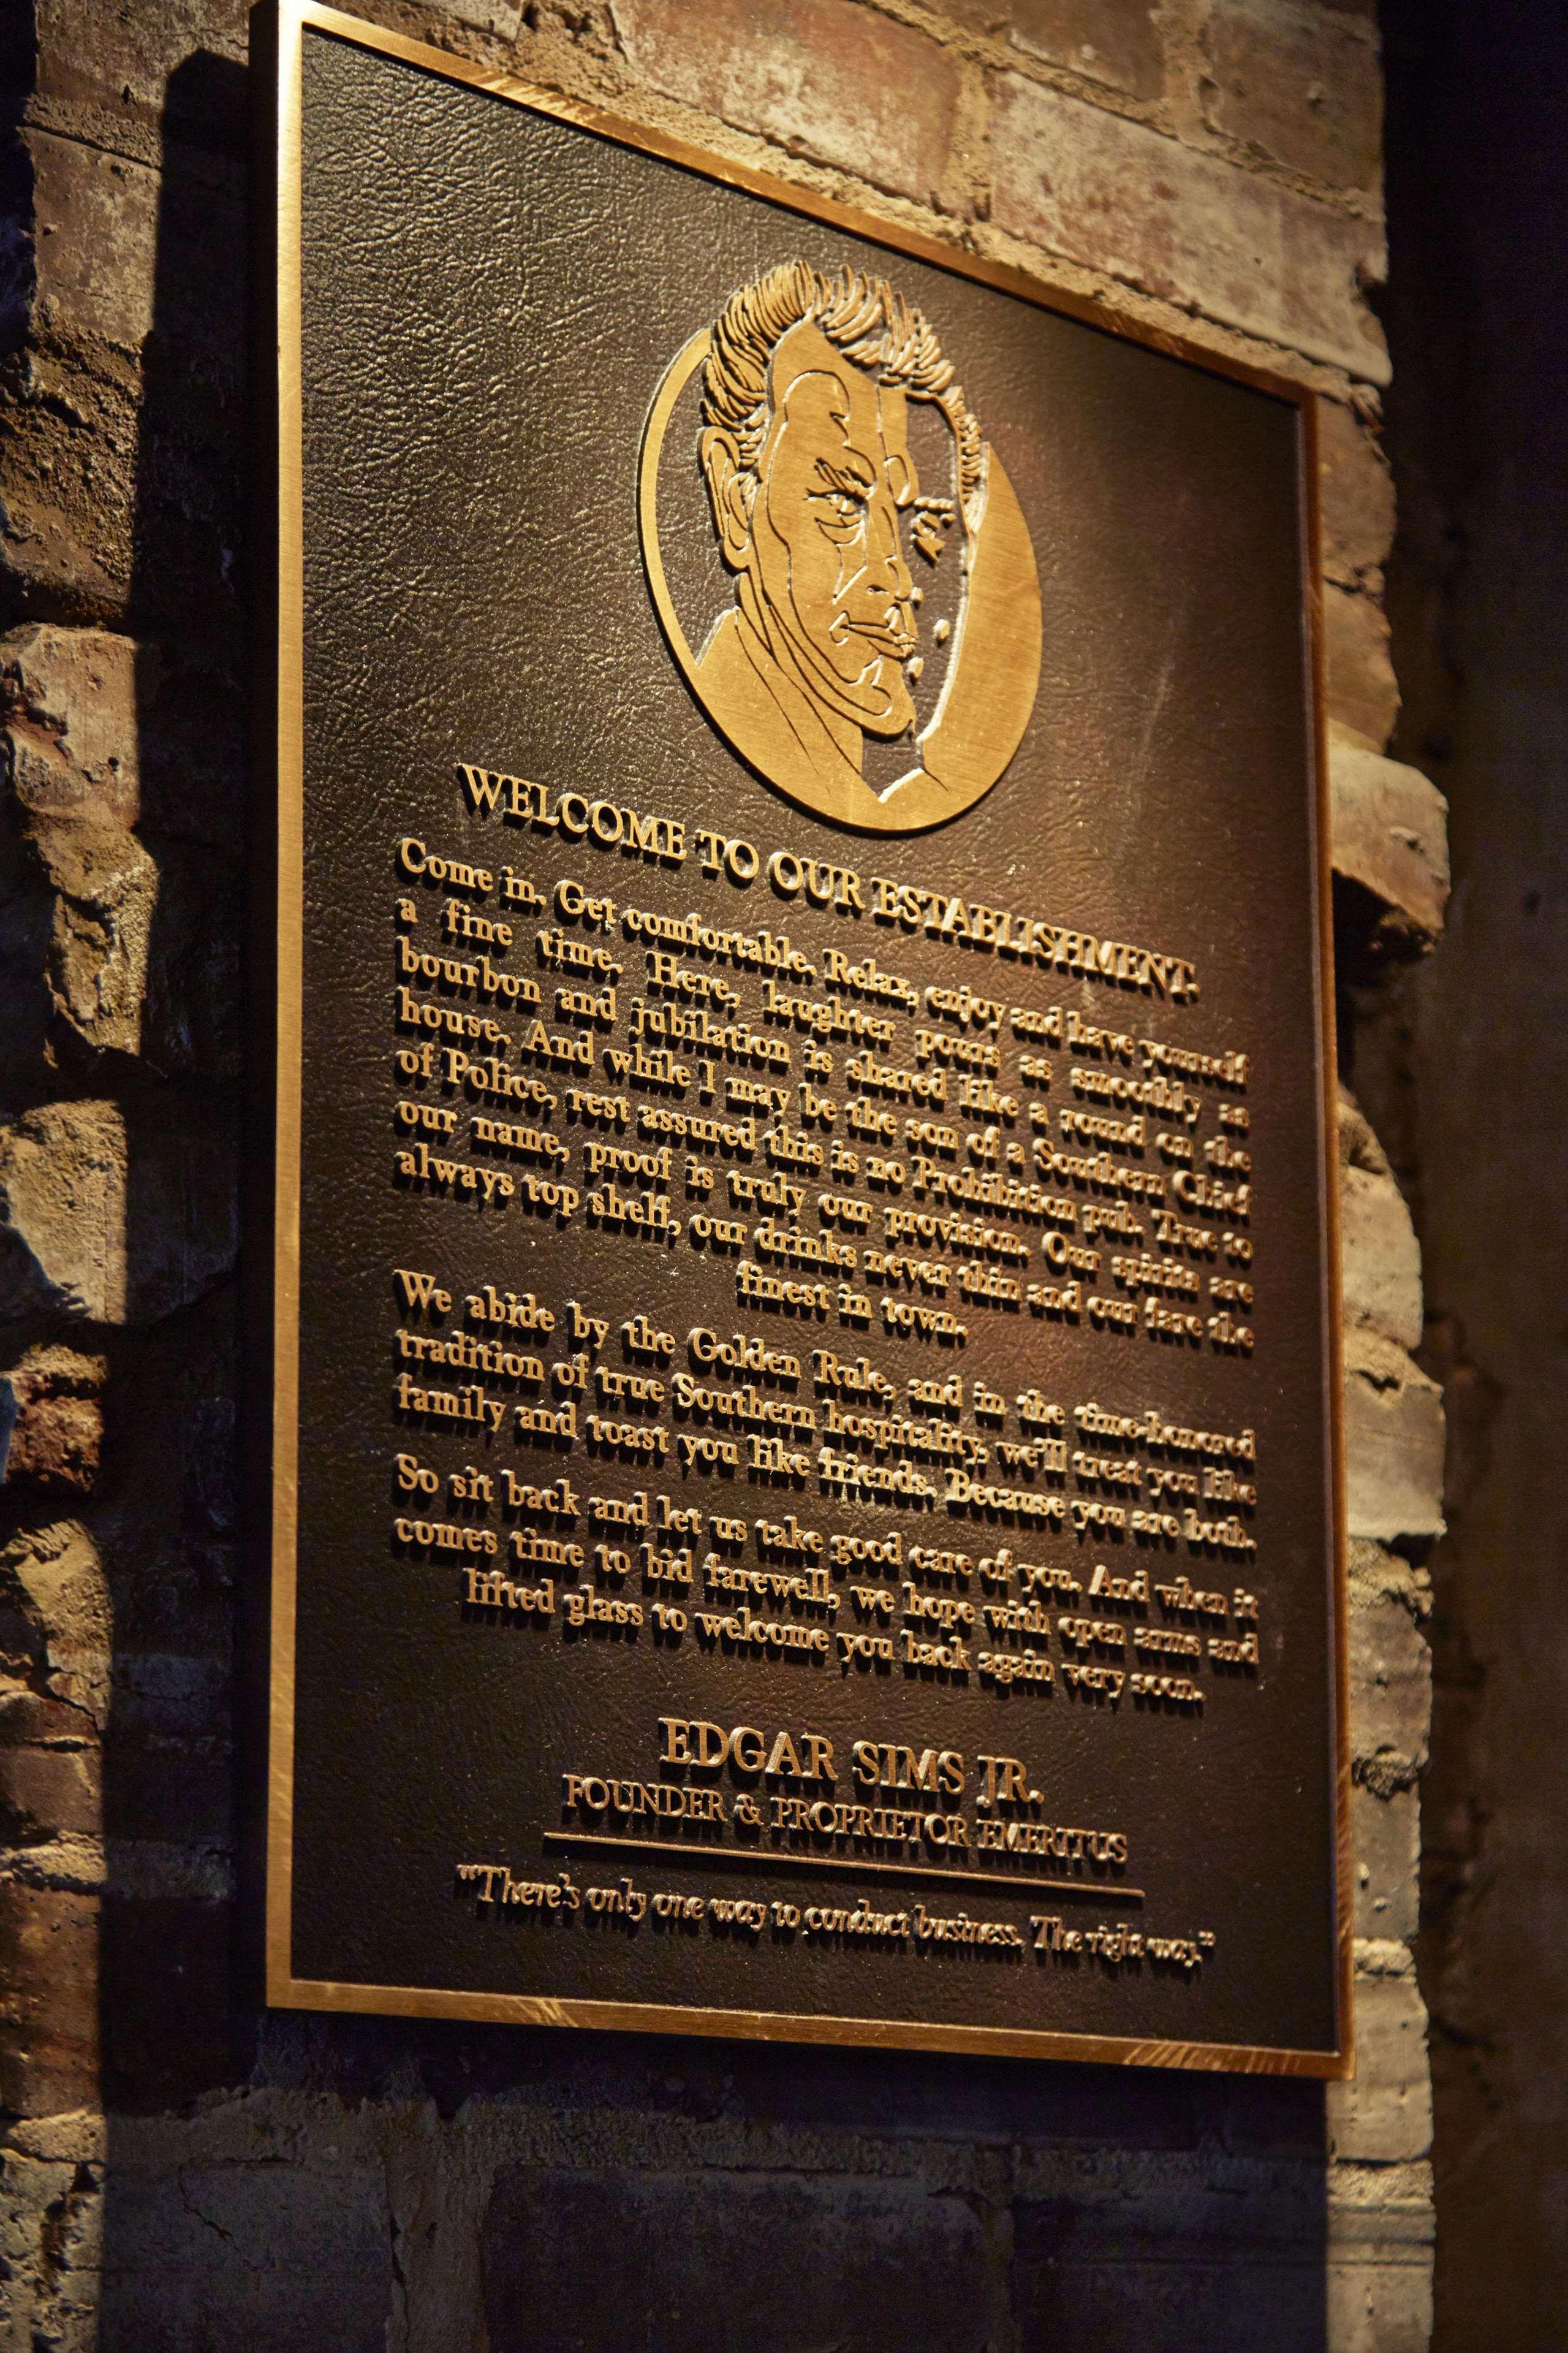 WELCOME TO OUR ESTABLISHMENT.
Come in. Get comfortable. Relax, enjoy and have yourself
a fine time. Here, laughter pours as smoothly as
bourbon and jubilation is shared like a round on the
house. And while I may be the son of a Southern Chief
of Police, rest assured this is no Prohibition pub. True to
our name, proof is truly our provision. Our spirits are
always top shelf, our drinks never thin and our fare the
finest in town.
We abide by the Golden Rule, and in the time-honored
tradition of true Southern hospitality, we'll treat you like
family and toast you like friends. Because you are both.
So sit back and let us take good care of you. And when it
comes time to bid farewell, we hope with open arms and
lifted glass to welcome you back again very soon.
EDGAR SIMS JR.
FOUNDER & PROPRIETOR EMERITUS
"There's only one way to conduct business. The right way."